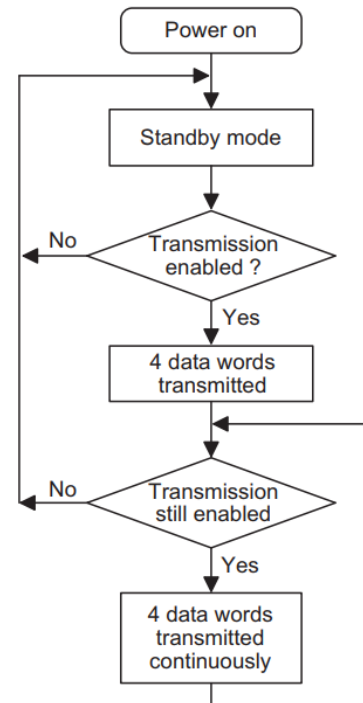 Power on
Standby mode
No
Transmission
enabled ?
Yes
4 data words
transmitted
No
Transmission
still enabled
Yes
4 data words
transmitted
continuously